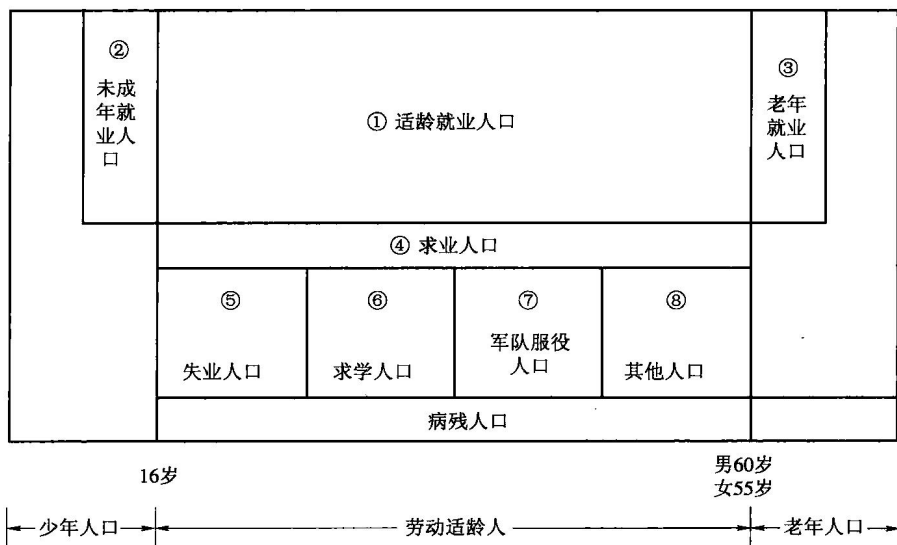 ②
未成
年就
业人
口
① 适龄就业人口
③
老年
就业
人口
④ 求业人口
⑤
失业人口
⑥
求学人口
⑦
军队服役
人口
⑧
其他人口
病残人口
16岁
男60岁
女55岁
少年人口
劳动适龄人
老年人口